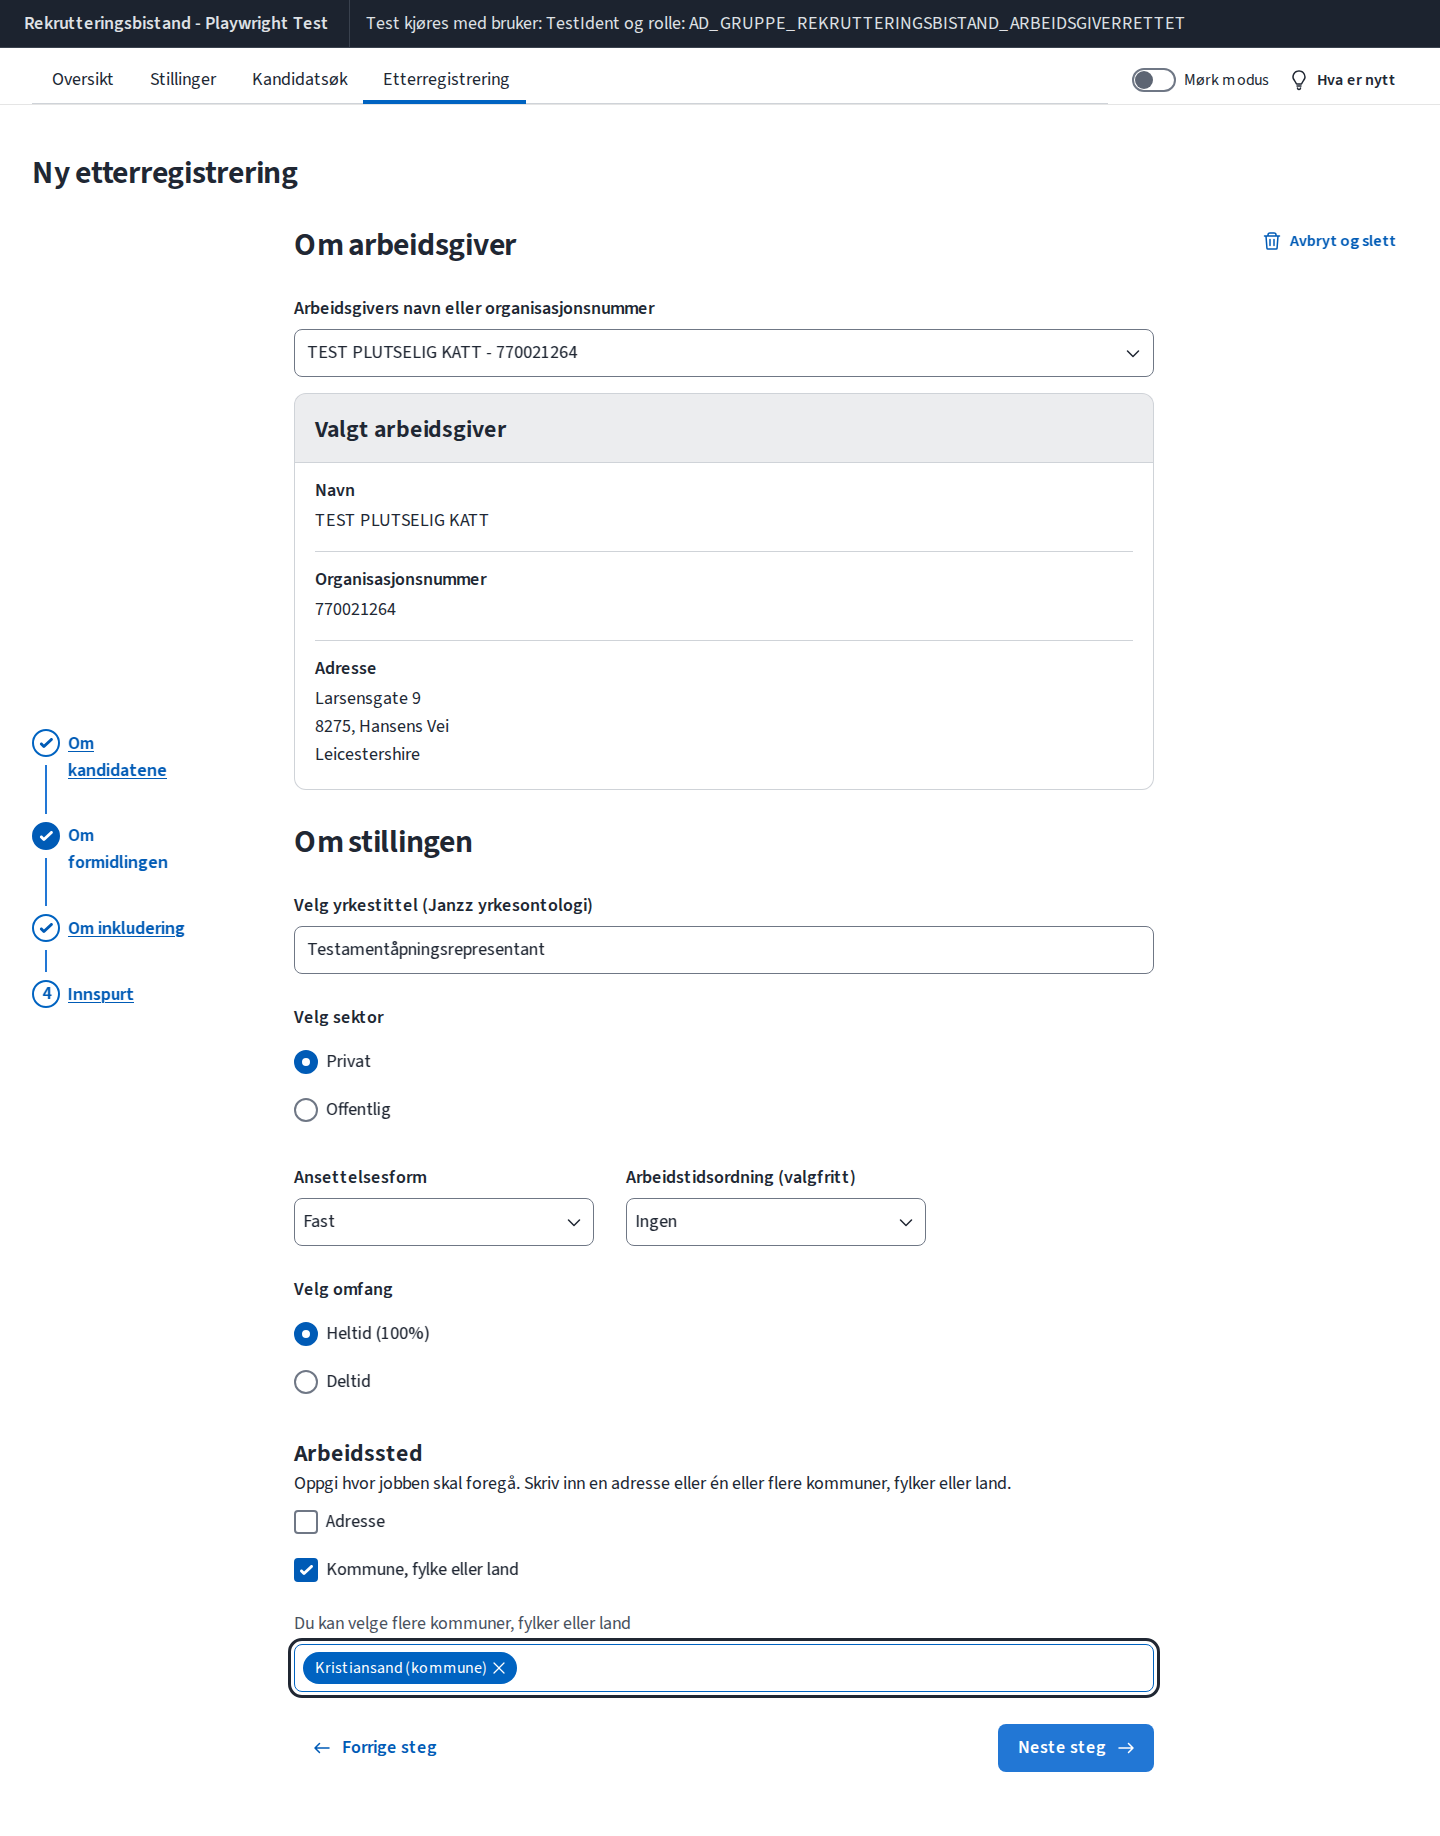 Rekrutteringsbistand - Playwright Test
Test kjøres med bruker: TestIdent og rolle: AD_GRUPPE_REKRUTTERINGSBISTAND_ARBEIDSGIVERRETTET
Oversikt
Stillinger
Kandidatsøk
Etterregistrering
Mørk modus
Hva er nytt
Ny etterregistrering
Om arbeidsgiver
Avbryt og slett
Arbeidsgivers navn eller organisasjonsnummer
TEST PLUTSELIG KATT - 770021264
Valgt arbeidsgiver
Navn
TEST PLUTSELIG KATT
Organisasjonsnummer
770021264
Adresse
Larsensgate 9
8275, Hansens Vei
Leicestershire
Om
kandidatene
Om
formidlingen
Om inkludering
4
Innspurt
Om stillingen
Velg yrkestittel (Janzz yrkesontologi)
Testamentåpningsrepresentant
Velg sektor
Privat
Offentlig
Ansettelsesform
Fast
Arbeidstidsordning (valgfritt)
Ingen
Velg omfang
Heltid (100%)
Deltid
Arbeidssted
Oppgi hvor jobben skal foregå. Skriv inn en adresse eller én eller flere kommuner, fylker eller land.
Adresse
Kommune, fylke eller land
Du kan velge flere kommuner, fylker eller land
Kristiansand (kommune)
Forrige steg
Neste steg